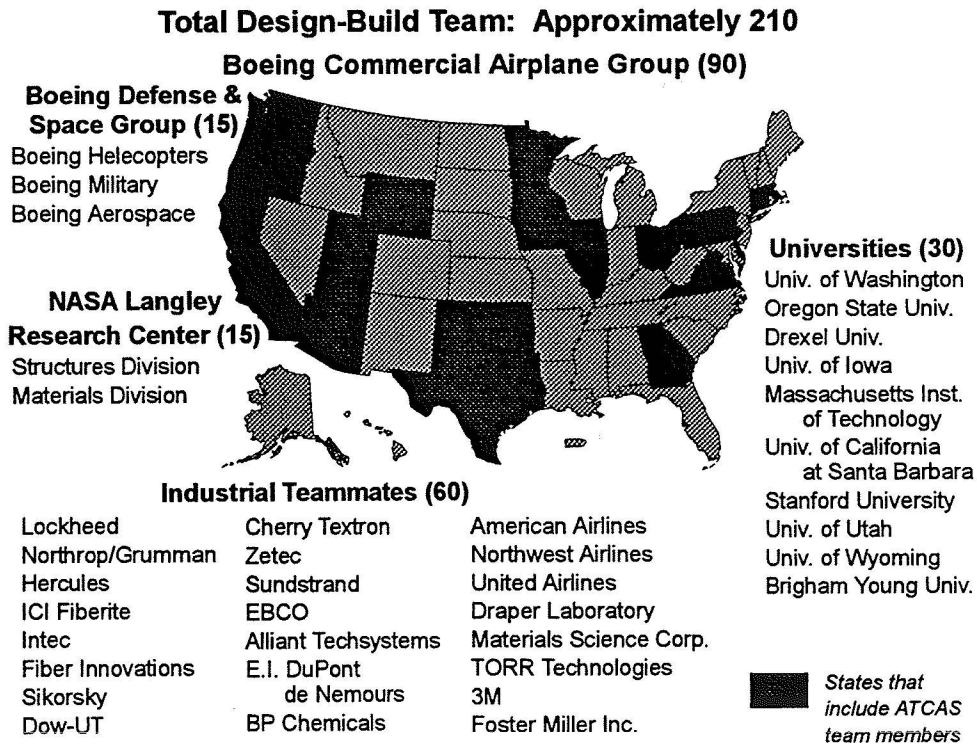 Total Design-Build Team: Approximately 210
Boeing Commercial Airplane Group (90)
Boeing Defense &
Space Group (15)
Boeing Helecopters
Boeing Military
Boeing Aerospace
NASA Langley
Research Center (15)
Structures Division
Materials Division
Universities (30)
Univ. of Washington
Oregon State Univ.
Drexel Univ.
Univ. of Iowa
Massachusetts Inst.
of Technology
Univ. of California
at Santa Barbara
Stanford University
Univ. of Utah
Univ. of Wyoming
Brigham Young Univ.
Industrial Teammates (60)
Lockheed
Northrop/Grumman
Hercules
ICI Fiberite
Intec
Fiber Innovations
Sikorsky
Dow-UT
Cherry Textron
Zetec
Sundstrand
EBCO
Alliant Techsystems
E.I. DuPont
de Nemours
BP Chemicals
American Airlines
Northwest Airlines
United Airlines
Draper Laboratory
Materials Science Corp.
TORR Technologies
3M
Foster Miller Inc.
States that
include ATCAS
team members